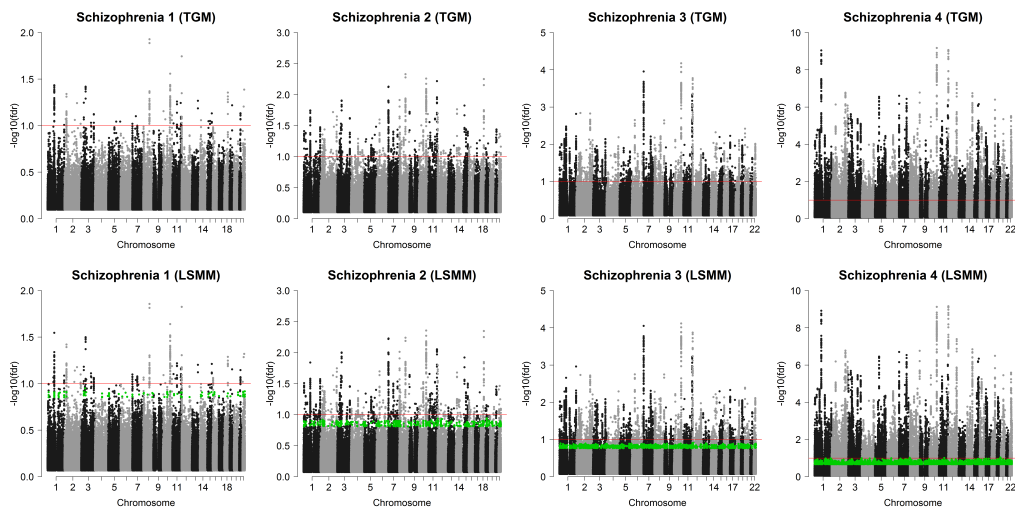 Schizophrenia 1 (TGM)
-log10(fdr)
2.0
1.5
1.0
0.5
0.0
1 2 3 5 7 9 11 14 18
Chromosome
Schizophrenia 2 (TGM)
-log10(fdr)
3.0
2.5
2.0
1.5
1.0
0.5
0.0
1 2 3 5 7 9 11 14 18
Chromosome
Schizophrenia 3 (TGM)
-log10(fdr)
5
4
3
2
1
0
1 2 3 5 7 9 11 14 17 22
Chromosome
Schizophrenia 4 (TGM)
-log10(fdr)
10
8
6
4
2
0
1 2 3 5 7 9 11 14 17 22
Chromosome
Schizophrenia 1 (LSMM)
-log10(fdr)
2.0
1.5
1.0
0.5
0.0
1 2 3 5 7 9 11 14 18
Chromosome
Schizophrenia 2 (LSMM)
-log10(fdr)
3.0
2.5
2.0
1.5
1.0
0.5
0.0
1 2 3 5 7 9 11 14 18
Chromosome
Schizophrenia 3 (LSMM)
-log10(fdr)
5
4
3
2
1
0
1 2 3 5 7 9 11 14 17 22
Chromosome
Schizophrenia 4 (LSMM)
-log10(fdr)
10
8
6
4
2
0
1 2 3 5 7 9 11 14 17 22
Chromosome